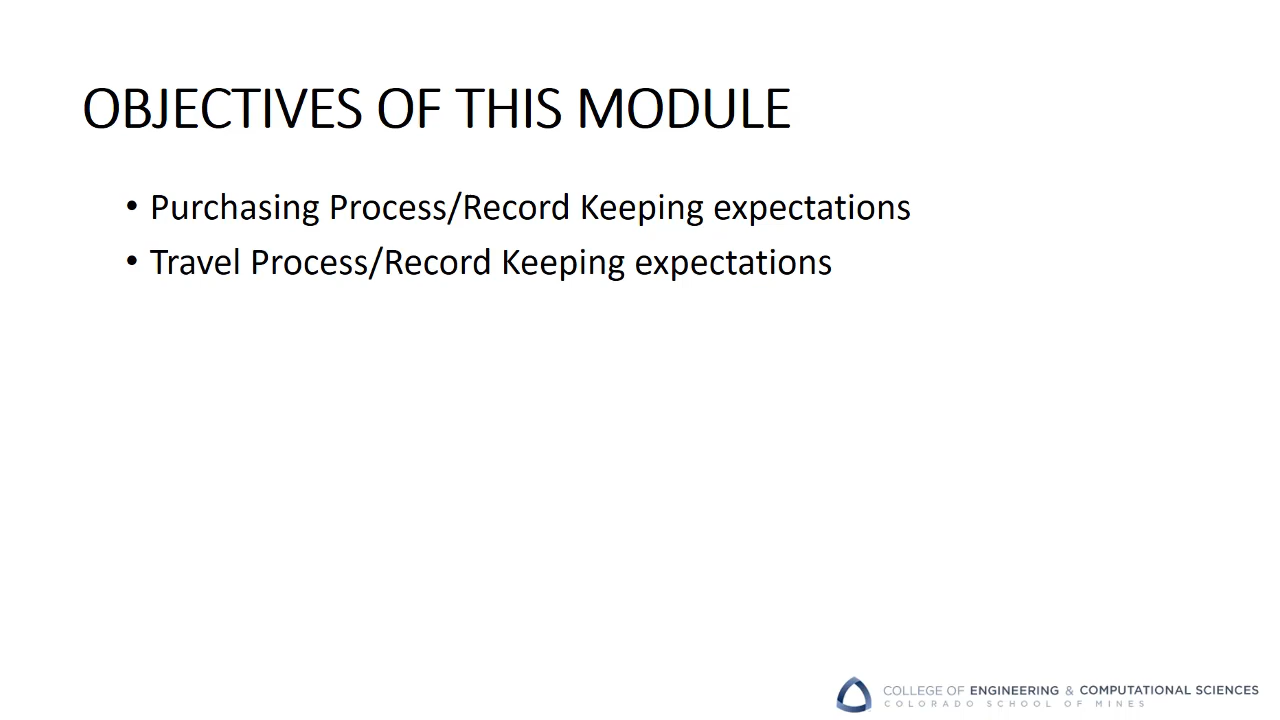 OBJECTIVES OF THIS MODULE
• Purchasing Process/Record Keeping expectations
• Travel Process/Record Keeping expectations
COLLEGE OF ENGINEERING & COMPUTATIONAL SCIENCES
COLORADO SCHOOL OF MINES